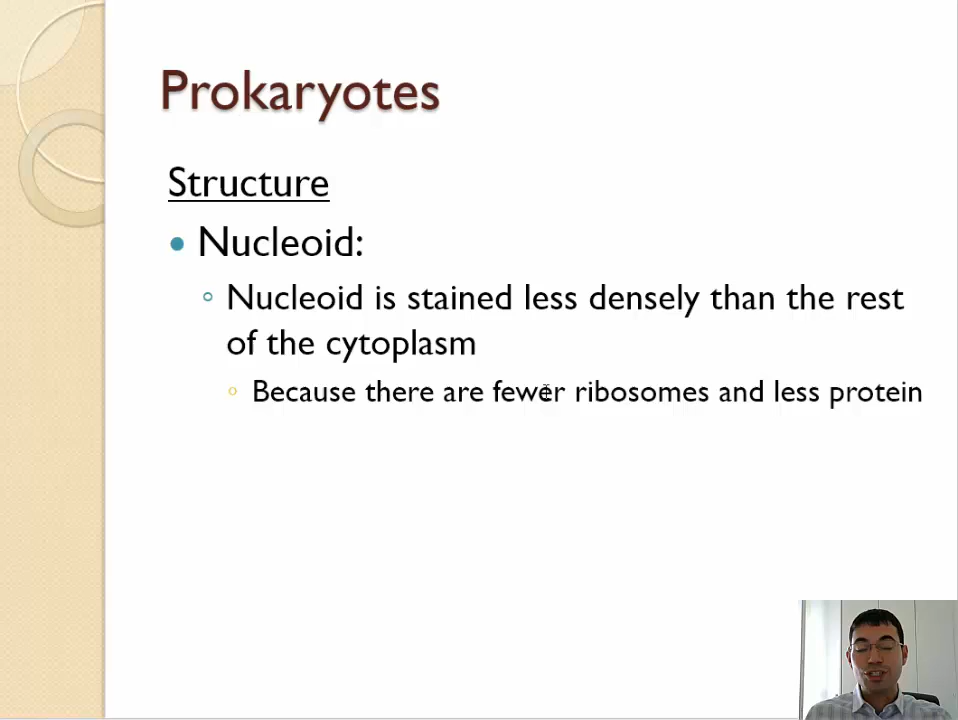 Prokaryotes
Structure
Nucleoid:
Nucleoid is stained less densely than the rest
of the cytoplasm
Because there are fewer ribosomes and less protein